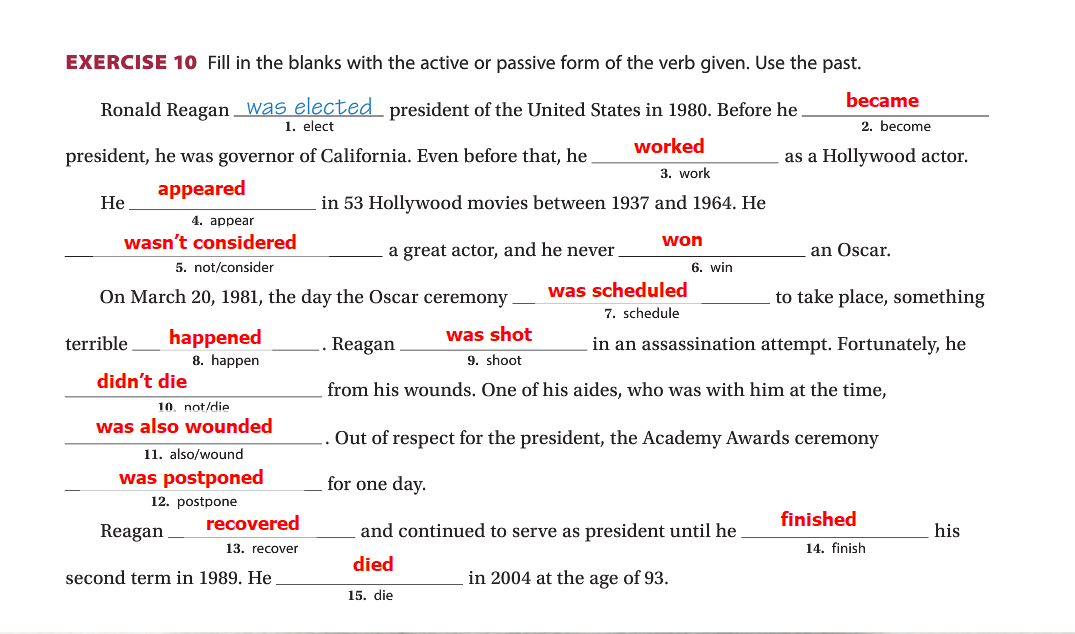 EXERCISE 10 Fill in the blanks with the active or passive form of the verb given. Use the past.
Ronald Reagan was elected president of the United States in 1980. Before he became
1. elect 2. become
president, he was governor of California. Even before that, he worked as a Hollywood actor.
3. work
He appeared in 53 Hollywood movies between 1937 and 1964. He
4. appear
wasn't considered a great actor, and he never won an Oscar.
5. not/consider 6. win
On March 20, 1981, the day the Oscar ceremony was scheduled to take place, something
7. schedule
terrible happened. Reagan was shot in an assassination attempt. Fortunately, he
8. happen 9. shoot
didn't die from his wounds. One of his aides, who was with him at the time,
10. not/die
was also wounded. Out of respect for the president, the Academy Awards ceremony
11. also/wound
was postponed for one day.
12. postpone
Reagan recovered and continued to serve as president until he finished his
13. recover 14. finish
second term in 1989. He died in 2004 at the age of 93.
15. die